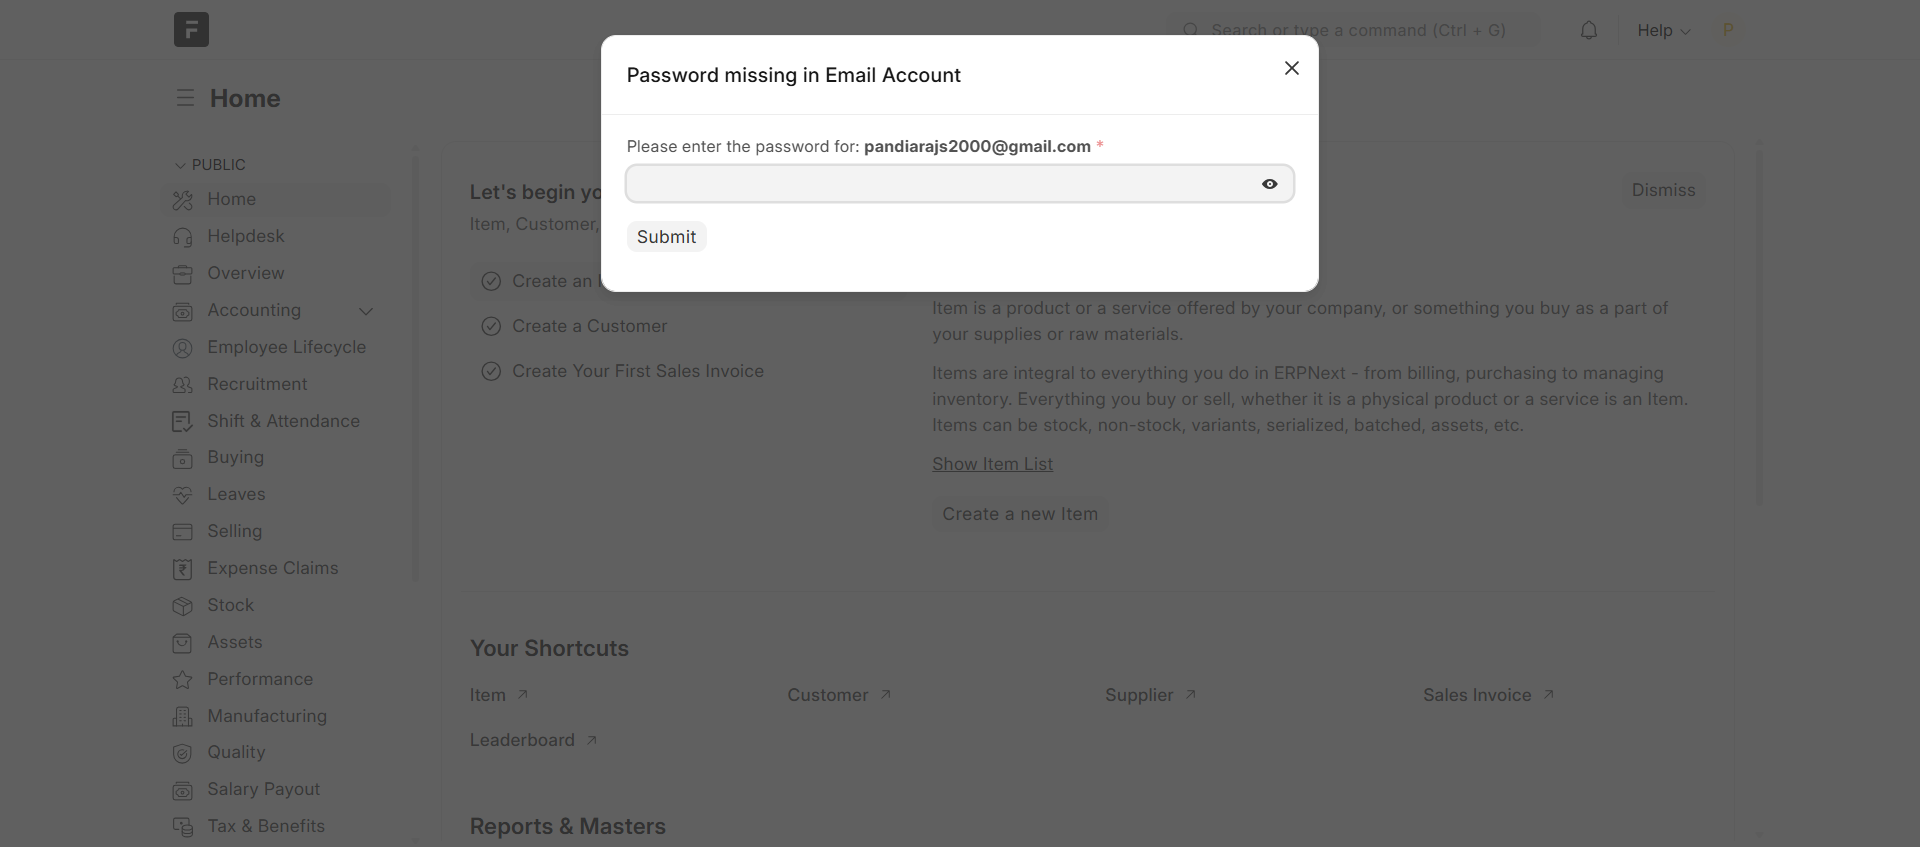 Search or type a command (Ctrl + G)
Help
P
Password missing in Email Account
Please enter the password for: pandiarajs2000@gmail.com *
Submit
Home
PUBLIC
Home
Helpdesk
Overview
Accounting
Employee Lifecycle
Recruitment
Shift & Attendance
Buying
Leaves
Selling
Expense Claims
Stock
Assets
Performance
Manufacturing
Quality
Salary Payout
Tax & Benefits
Let's begin yo
Dismiss
Item, Customer,
Create an
Create a Customer
Create Your First Sales Invoice
Item is a product or a service offered by your company, or something you buy as a part of
your supplies or raw materials.
Items are integral to everything you do in ERPNext - from billing, purchasing to managing
inventory. Everything you buy or sell, whether it is a physical product or a service is an Item.
Items can be stock, non-stock, variants, serialized, batched, assets, etc.
Show Item List
Create a new Item
Your Shortcuts
Item
Customer
Supplier
Sales Invoice
Leaderboard
Reports & Masters